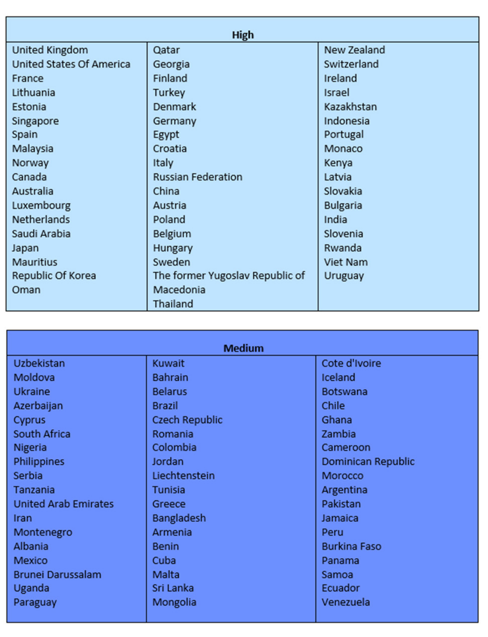 High
United Kingdom
United States Of America
France
Lithuania
Estonia
Singapore
Spain
Malaysia
Norway
Canada
Australia
Luxembourg
Netherlands
Saudi Arabia
Japan
Mauritius
Republic Of Korea
Oman
Qatar
Georgia
Finland
Turkey
Denmark
Germany
Egypt
Croatia
Italy
Russian Federation
China
Austria
Poland
Belgium
Hungary
Sweden
The former Yugoslav Republic of
Macedonia
Thailand
New Zealand
Switzerland
Ireland
Israel
Kazakhstan
Indonesia
Portugal
Monaco
Kenya
Latvia
Slovakia
Bulgaria
India
Slovenia
Rwanda
Viet Nam
Uruguay
Medium
Uzbekistan
Moldova
Ukraine
Azerbaijan
Cyprus
South Africa
Nigeria
Philippines
Serbia
Tanzania
United Arab Emirates
Iran
Montenegro
Albania
Mexico
Brunei Darussalam
Uganda
Paraguay
Kuwait
Bahrain
Belarus
Brazil
Czech Republic
Romania
Colombia
Jordan
Liechtenstein
Tunisia
Greece
Bangladesh
Armenia
Benin
Cuba
Malta
Sri Lanka
Mongolia
Cote d'Ivoire
Iceland
Botswana
Chile
Ghana
Zambia
Cameroon
Dominican Republic
Morocco
Argentina
Pakistan
Jamaica
Peru
Burkina Faso
Panama
Samoa
Ecuador
Venezuela